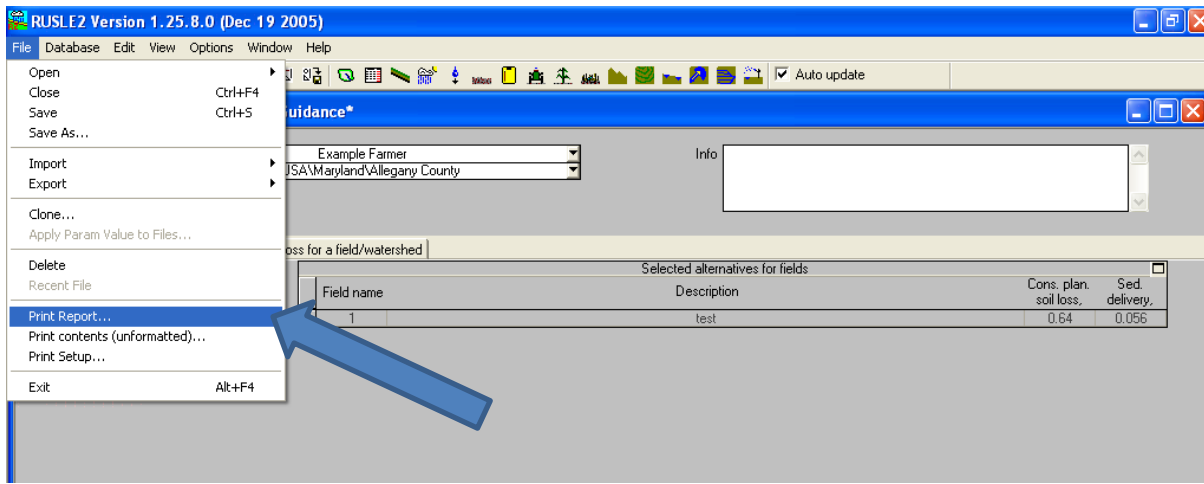 RUSLE2 Version 1.25.8.0 (Dec 19 2005)
File Database Edit View Options Window Help
Auto update
uidance*
Open
Close Ctrl+F4
Save Ctrl+S
Save As...
Import
Export
Clone...
Apply Param Value to Files...
Delete
Recent File
Print Report...
Print contents (unformatted)...
Print Setup...
Exit Alt+F4
Example Farmer
JSA\Maryland\Allegany County
Info
oss for a field/watershed
Selected alternatives for fields
Field name Description Cons. plan. soil loss, Sed. delivery,
1 test 0.64 0.056